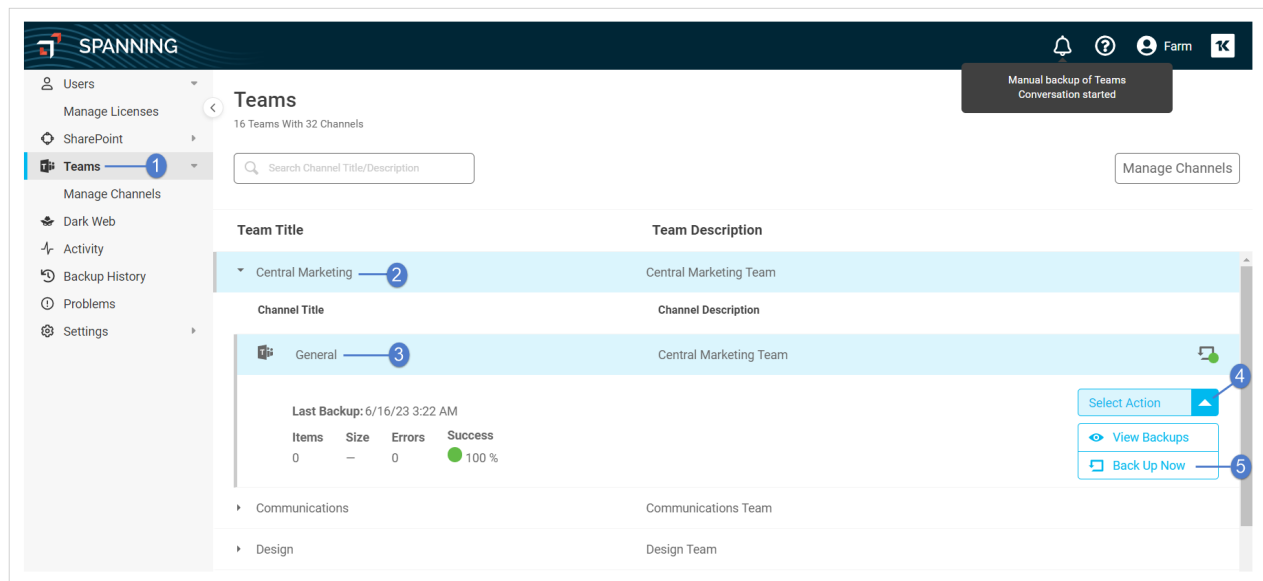 SPANNING
Farm
Manual backup of Teams
Conversation started
Users
Manage Licenses
SharePoint
Teams 1
Manage Channels
Dark Web
Activity
Backup History
Problems
Settings
Teams
16 Teams With 32 Channels
Search Channel Title/Description
Manage Channels
Team Title Team Description
Central Marketing 2 Central Marketing Team
Channel Title Channel Description
General 3 Central Marketing Team
4
Last Backup: 6/16/23 3:22 AM
Items Size Errors Success
0 — 0 100 %
Select Action
View Backups
Back Up Now 5
Communications Communications Team
Design Design Team